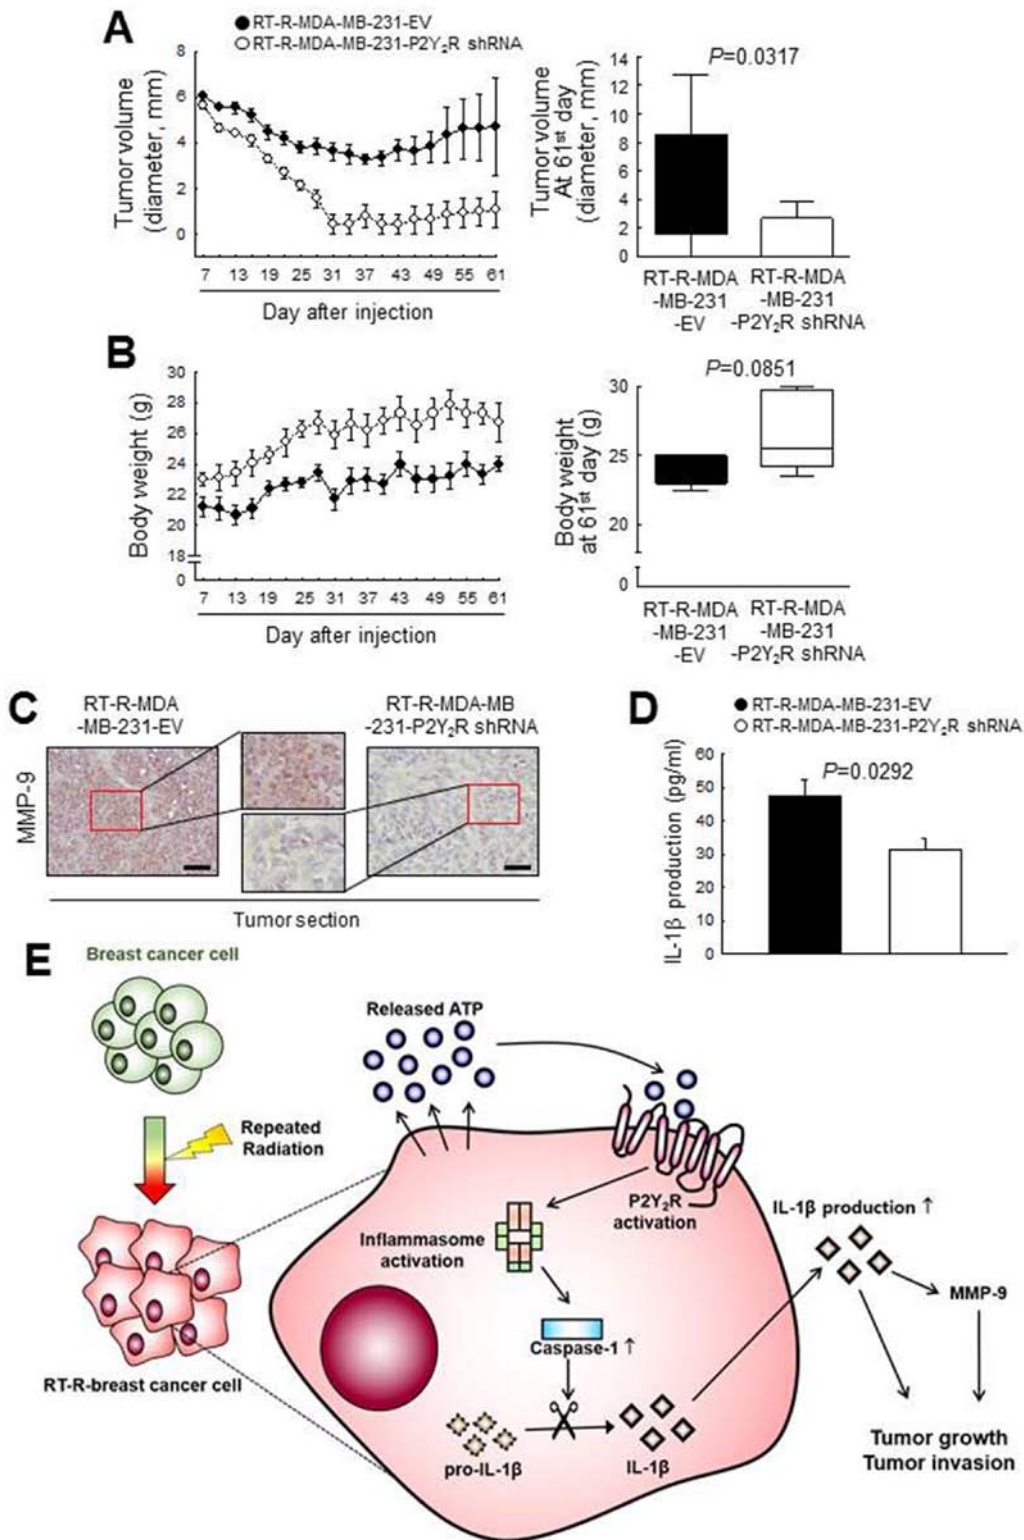 A
RT-R-MDA-MB-231-EV
RT-R-MDA-MB-231-P2Y₂R shRNA
Tumor volume
(diameter, mm)
8
6
4
2
0
7 13 19 25 31 37 43 49 55 61
Day after injection
Tumor volume
At 61st day
(diameter, mm)
P=0.0317
14
12
10
8
6
4
2
0
RT-R-MDA
-MB-231
-EV
RT-R-MDA
-MB-231
-P2Y₂R shRNA
B
Body weight (g)
30
28
26
24
22
20
18
0
7 13 19 25 31 37 43 49 55 61
Day after injection
Body weight
at 61st day (g)
P=0.0851
30
25
20
0
RT-R-MDA
-MB-231
-EV
RT-R-MDA
-MB-231
-P2Y₂R shRNA
C
RT-R-MDA
-MB-231-EV
RT-R-MDA-MB
-231-P2Y₂R shRNA
MMP-9
Tumor section
D
RT-R-MDA-MB-231-EV
RT-R-MDA-MB-231-P2Y₂R shRNA
IL-1β production (pg/ml)
P=0.0292
60
50
40
30
20
10
0
E
Breast cancer cell
Repeated
Radiation
RT-R-breast cancer cell
Released ATP
P2Y₂R
activation
Inflammasome
activation
Caspase-1 ↑
pro-IL-1β
IL-1β
IL-1β production ↑
MMP-9
Tumor growth
Tumor invasion